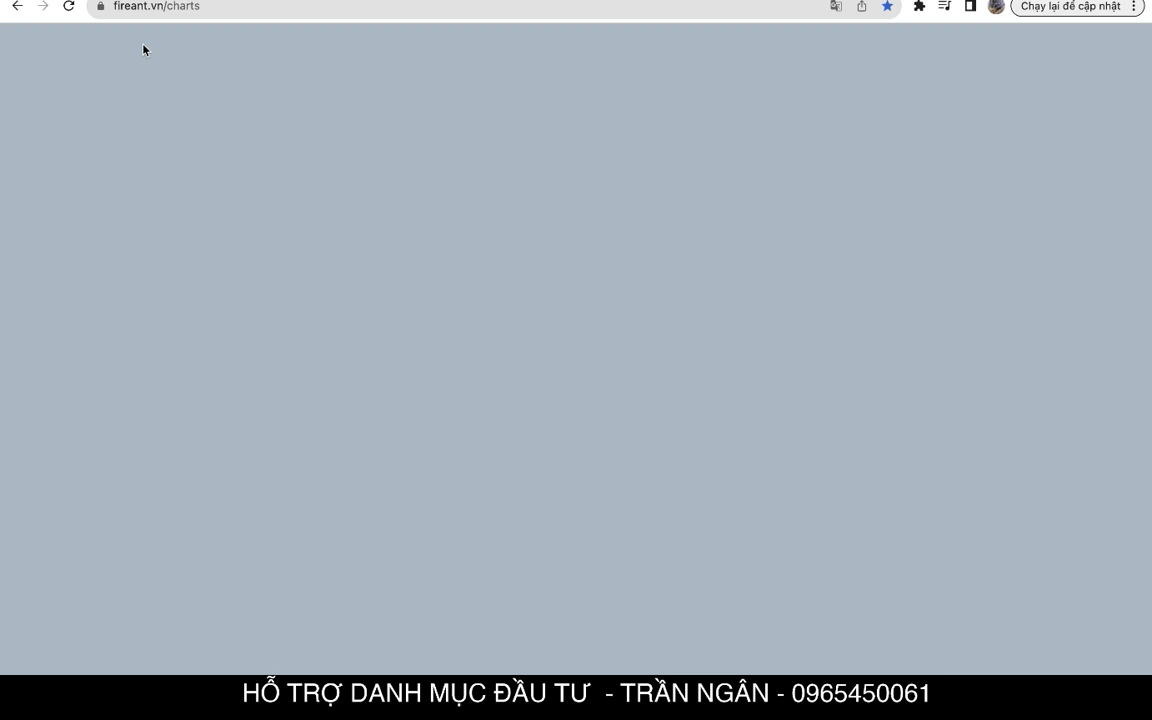 fireant.vn/charts
Chạy lại để cập nhật
HỖ TRỢ DANH MỤC ĐẦU TƯ - TRẦN NGÂN - 0965450061